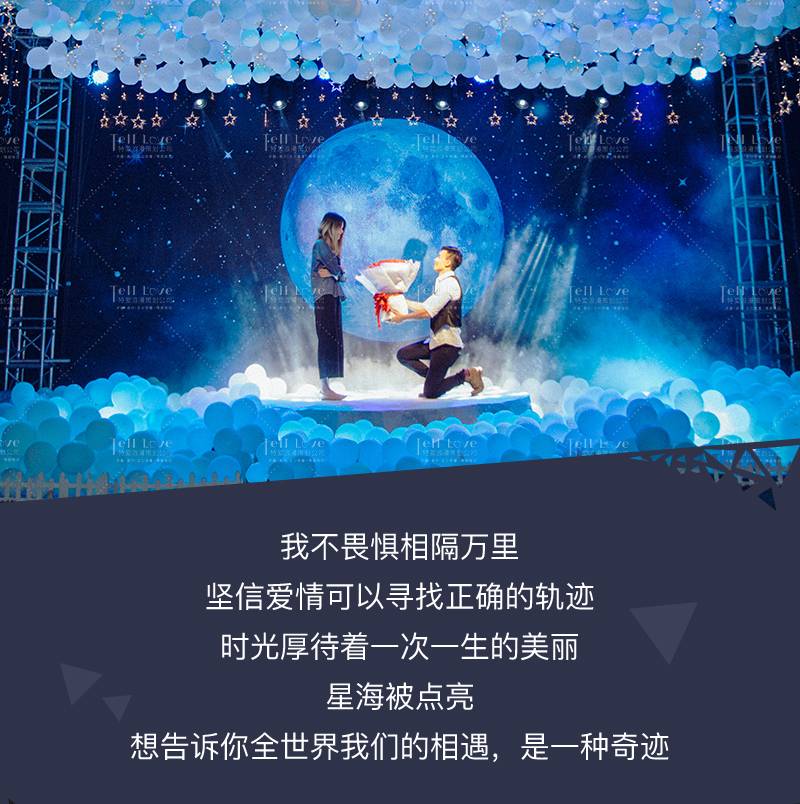 Tell Love
特爱浪漫策划公司
我不畏惧相隔万里
坚信爱情可以寻找正确的轨迹
时光厚待着一次一生的美丽
星海被点亮
想告诉你全世界我们的相遇，是一种奇迹